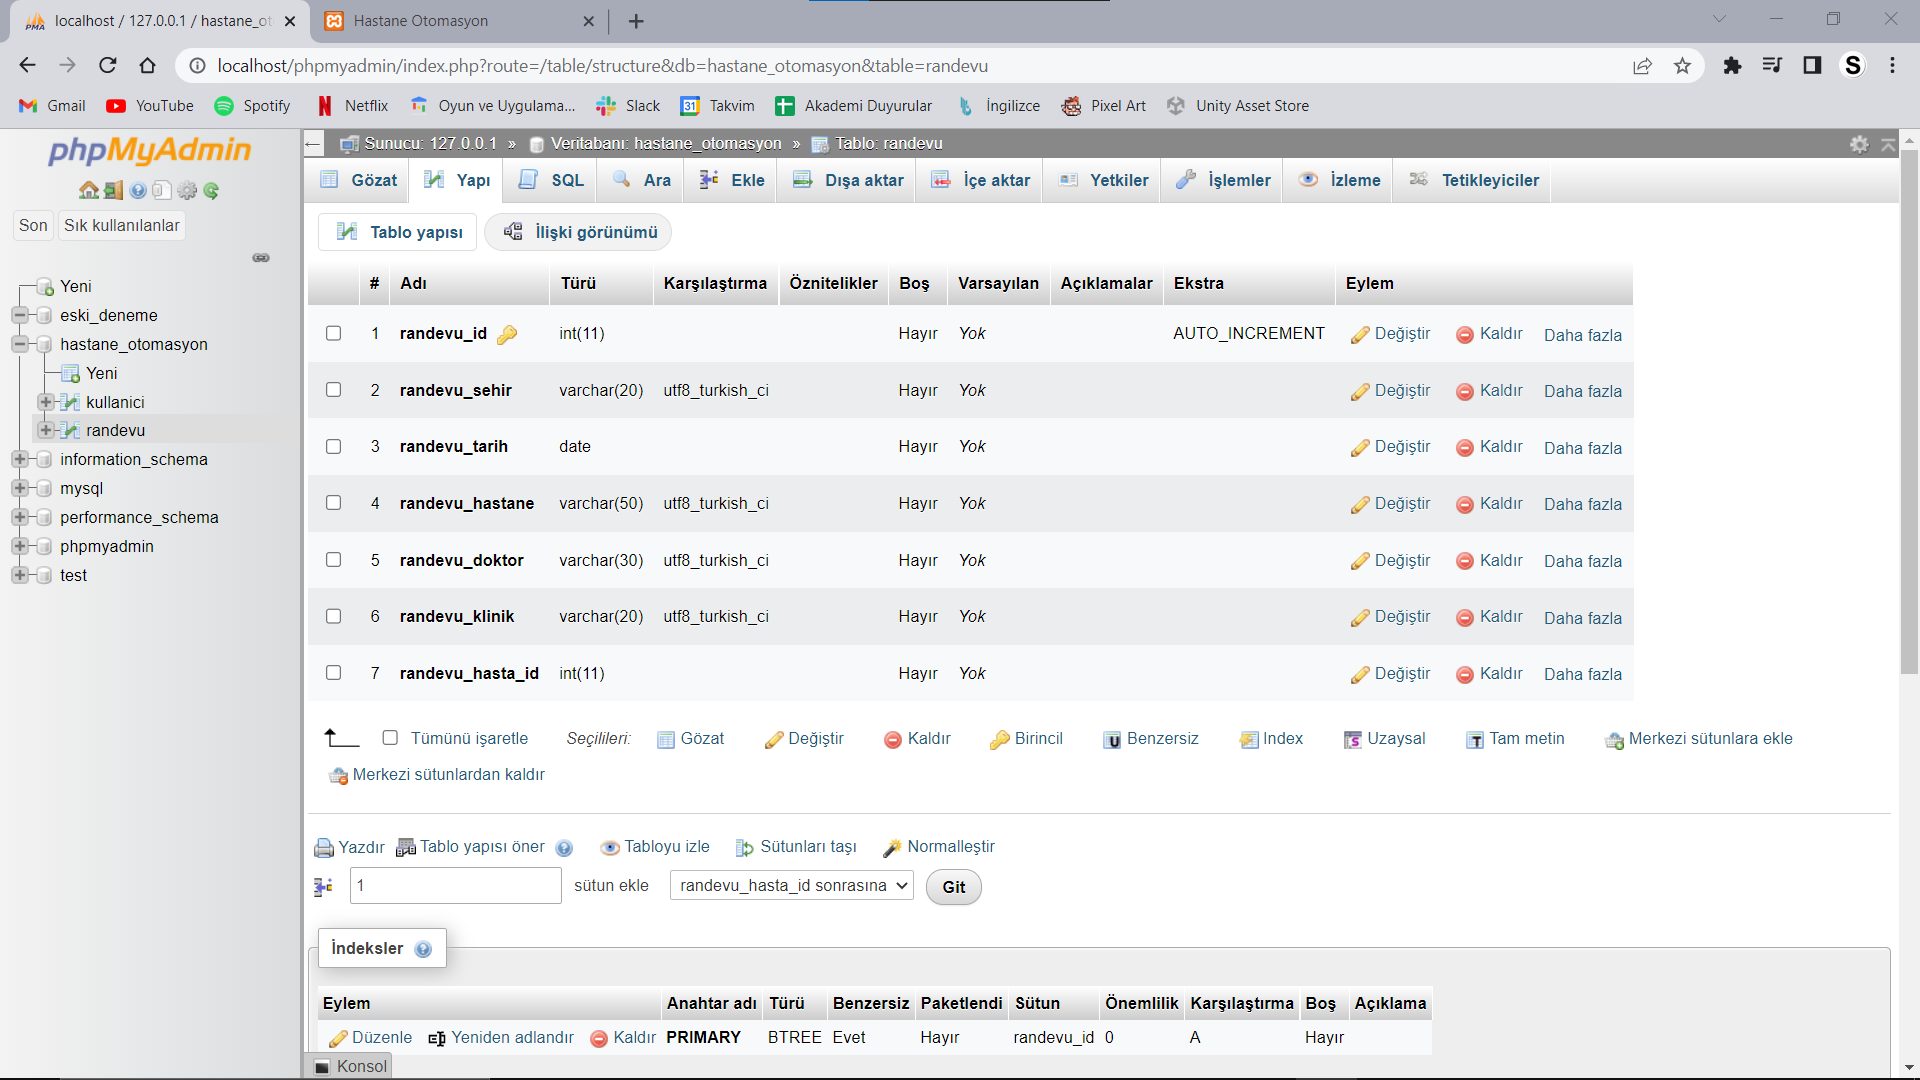 localhost / 127.0.0.1 / hastane_ot
Hastane Otomasyon
localhost/phpmyadmin/index.php?route=/table/structure&db=hastane_otomasyon&table=randevu
S
Gmail YouTube Spotify Netflix Oyun ve Uygulama... Slack Takvim Akademi Duyurular İngilizce Pixel Art Unity Asset Store
phpMyAdmin
Son Sık kullanılanlar
Yeni
eski_deneme
hastane_otomasyon
Yeni
kullanici
randevu
information_schema
mysql
performance_schema
phpmyadmin
test
Sunucu: 127.0.0.1 » Veritabanı: hastane_otomasyon » Tablo: randevu
Gözat Yapı SQL Ara Ekle Dışa aktar İçe aktar Yetkiler İşlemler İzleme Tetikleyiciler
Tablo yapısı İlişki görünümü
# Adı Türü Karşılaştırma Öznitelikler Boş Varsayılan Açıklamalar Ekstra Eylem
1 randevu_id int(11) Hayır Yok AUTO_INCREMENT Değiştir Kaldır Daha fazla
2 randevu_sehir varchar(20) utf8_turkish_ci Hayır Yok Değiştir Kaldır Daha fazla
3 randevu_tarih date Hayır Yok Değiştir Kaldır Daha fazla
4 randevu_hastane varchar(50) utf8_turkish_ci Hayır Yok Değiştir Kaldır Daha fazla
5 randevu_doktor varchar(30) utf8_turkish_ci Hayır Yok Değiştir Kaldır Daha fazla
6 randevu_klinik varchar(20) utf8_turkish_ci Hayır Yok Değiştir Kaldır Daha fazla
7 randevu_hasta_id int(11) Hayır Yok Değiştir Kaldır Daha fazla
Tümünü işaretle Seçilileri: Gözat Değiştir Kaldır Birincil Benzersiz Index Uzaysal Tam metin Merkezi sütunlara ekle
Merkezi sütunlardan kaldır
Yazdır Tablo yapısı öner Tabloyu izle Sütunları taşı Normalleştir
1 sütun ekle randevu_hasta_id sonrasına Git
İndeksler
Eylem Anahtar adı Türü Benzersiz Paketlendi Sütun Önemlilik Karşılaştırma Boş Açıklama
Düzenle Yeniden adlandır Kaldır PRIMARY BTREE Evet Hayır randevu_id 0 A Hayır
Konsol